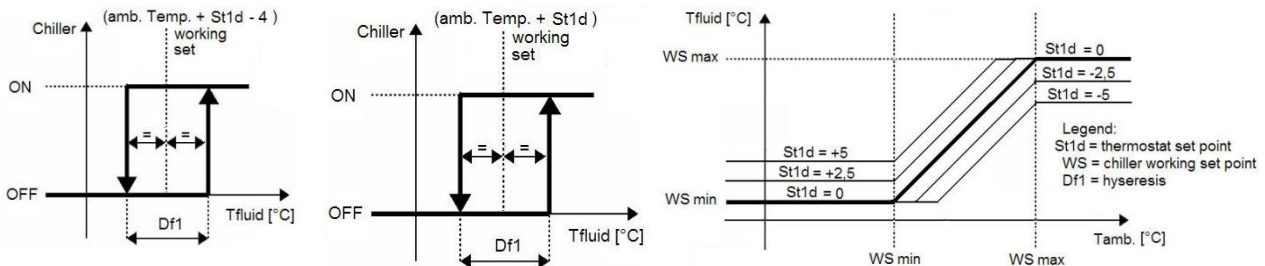 (amb. Temp. + St1d - 4)
Chiller
working
set
ON
= =
OFF
Tfluid [°C]
Df1
(amb. Temp. + St1d )
Chiller
working
set
ON
= =
OFF
Tfluid [°C]
Df1
Tfluid [°C]
WS max
St1d = 0
St1d = -2,5
St1d = -5
Legend:
St1d = thermostat set point
WS = chiller working set point
Df1 = hyseresis
St1d = +5
St1d = +2,5
WS min
St1d = 0
Tamb. [°C]
WS min
WS max